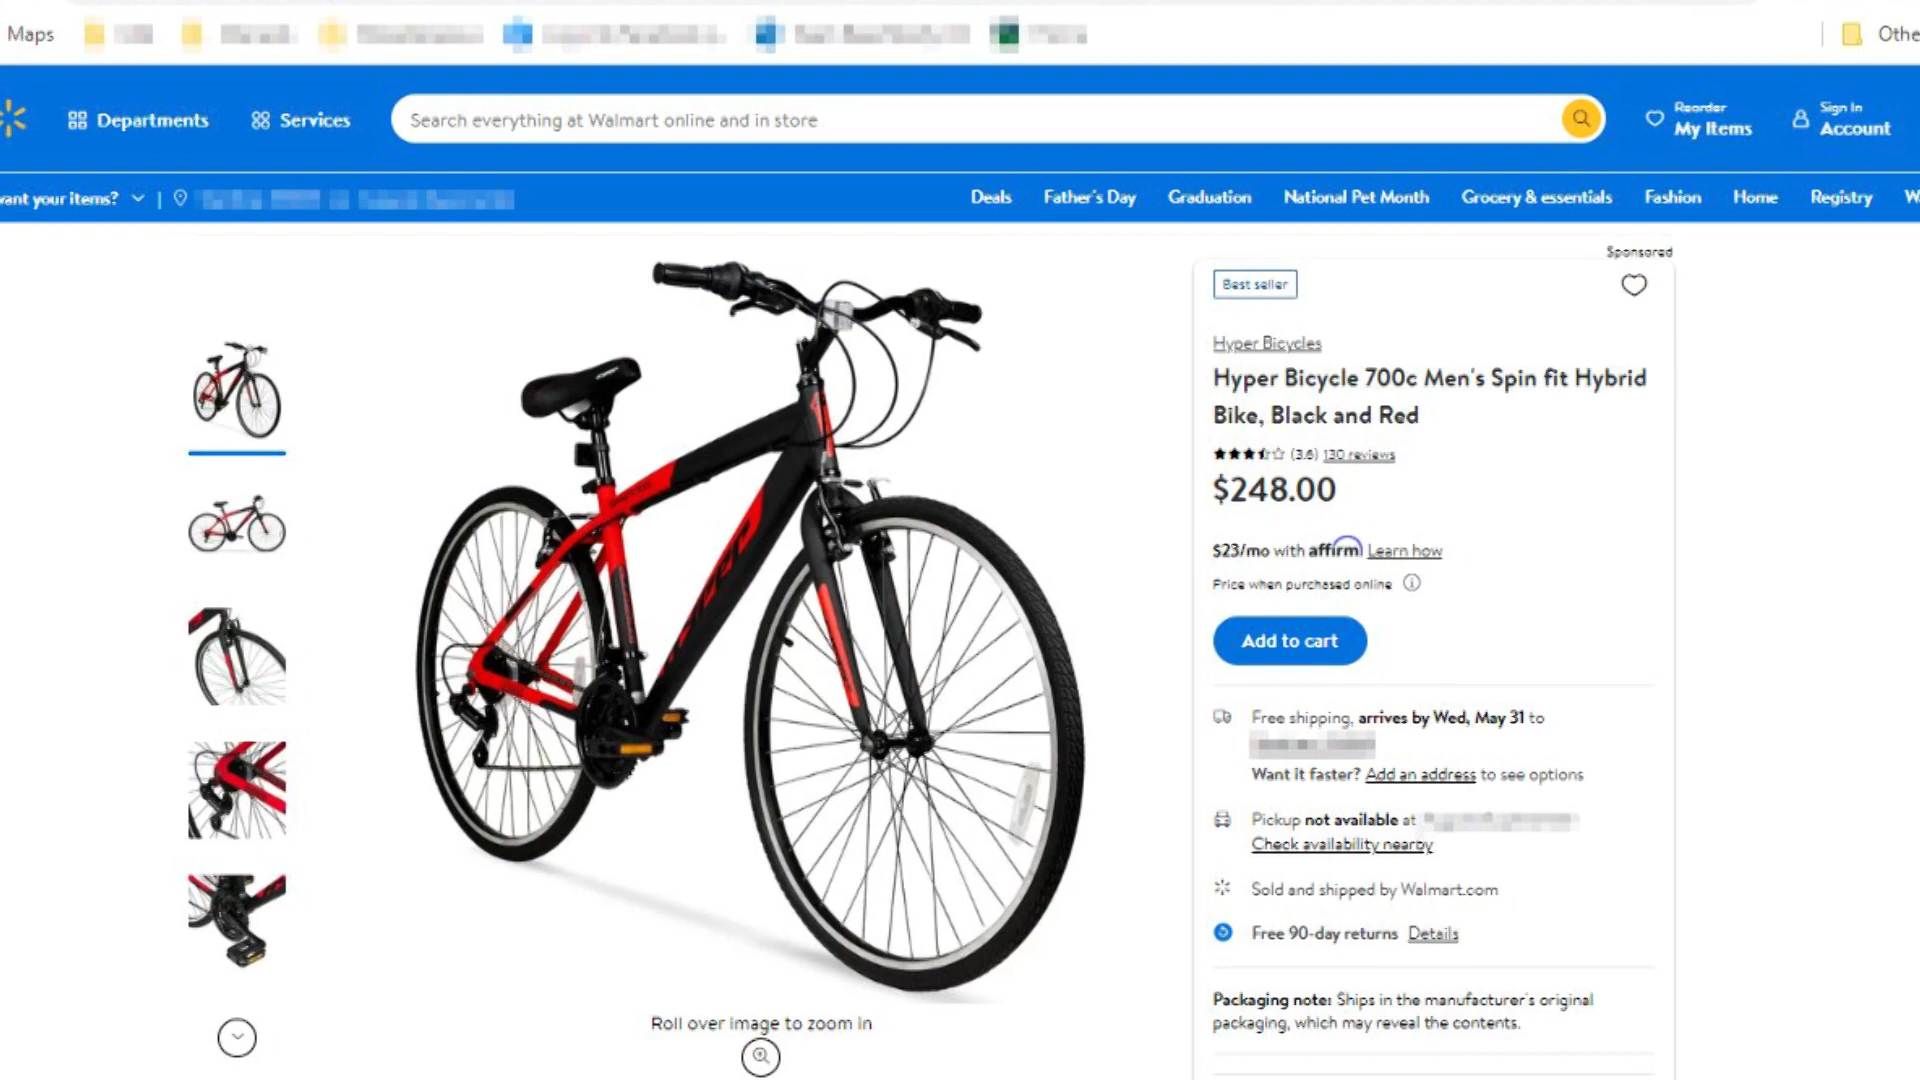 Maps
Othe
Departments
Services
Search everything at Walmart online and in store
Reorder
My Items
Sign In
Account
vant your items?
Deals
Father's Day
Graduation
National Pet Month
Grocery & essentials
Fashion
Home
Registry
W
Sponsored
Best seller
Hyper Bicycles
Hyper Bicycle 700c Men's Spin fit Hybrid
Bike, Black and Red
(3.6) 130 reviews
$248.00
$23/mo with affirm Learn how
Price when purchased online
Add to cart
Free shipping, arrives by Wed, May 31 to
Want it faster? Add an address to see options
Pickup not available at
Check availability nearby
Sold and shipped by Walmart.com
Free 90-day returns Details
Packaging note: Ships in the manufacturer's original
packaging, which may reveal the contents.
Roll over image to zoom in